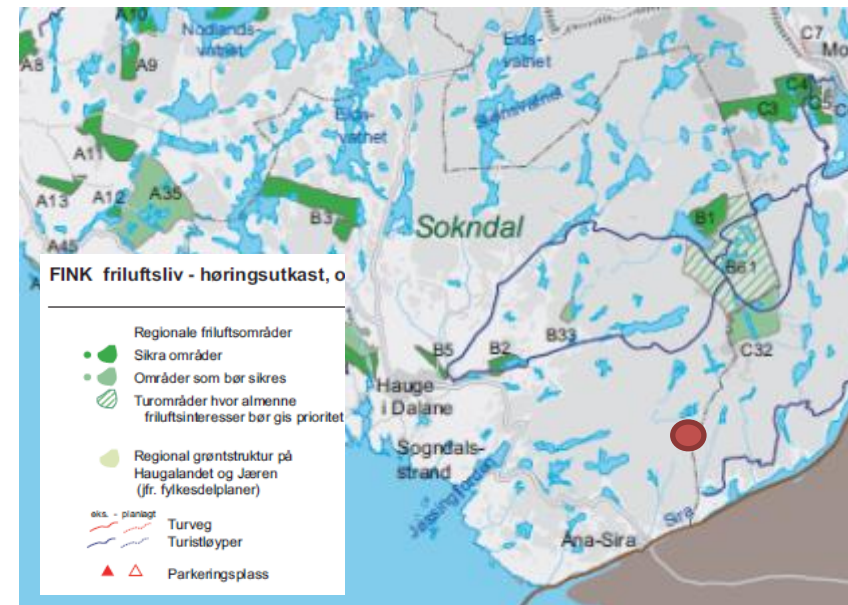 A10
Nodlands-
vatnet
A8
A9
Eids-
vatnet
C7
Mo
C4
C3
C5
C
Eids-
vatnet
Stønsvatnet
A11
A13
A12
A35
A45
A
B3
Sokndal
B1
B61
C32
B33
B5
B2
Hauge
i Dalane
Sogndals-
strand
Jøssingfjorden
Åna-Sira
Sira
FINK friluftsliv - høringsutkast, o
Regionale friluftsområder
Sikra områder
Områder som bør sikres
Turområder hvor almenne
friluftsinteresser bør gis prioritet
Regional grøntstruktur på
Haugalandet og Jæren
(jfr. fylkesdelplaner)
eks. - planlagt
Turveg
Turistløyper
Parkeringsplass